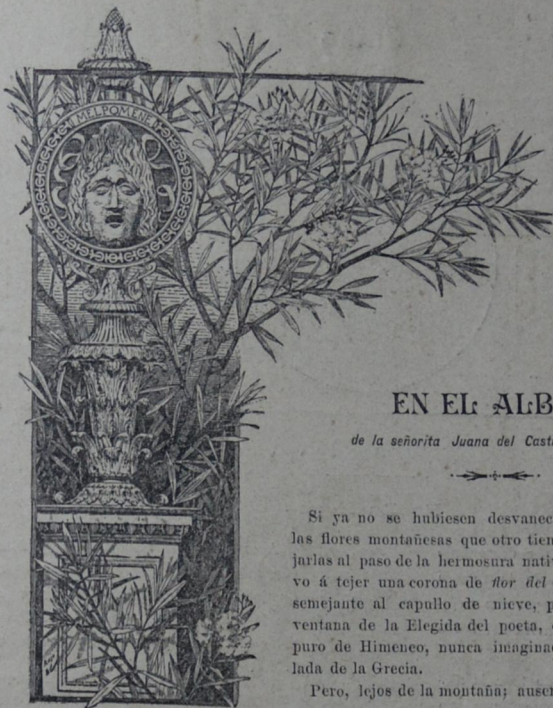 MELPOMENE
EN EL ALB
de la señorita Juana del Cast
Si ya no se hubiesen desvanec
las flores montañesas que otro tien
jarlas al paso de la hermosura nati
vo á tejer una corona de flor del
semejante al capullo de nieve, p
ventana de la Elegida del poeta,
puro de Himeneo, nunca imaginac
lada de la Grecia.
Pero, lejos de la montaña; ausen